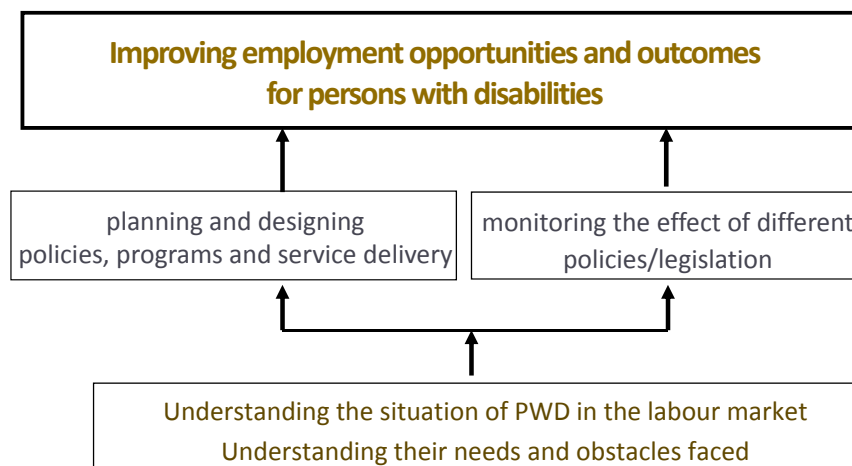 Improving employment opportunities and outcomes
for persons with disabilities
planning and designing
policies, programs and service delivery
monitoring the effect of different
policies/legislation
Understanding the situation of PWD in the labour market
Understanding their needs and obstacles faced